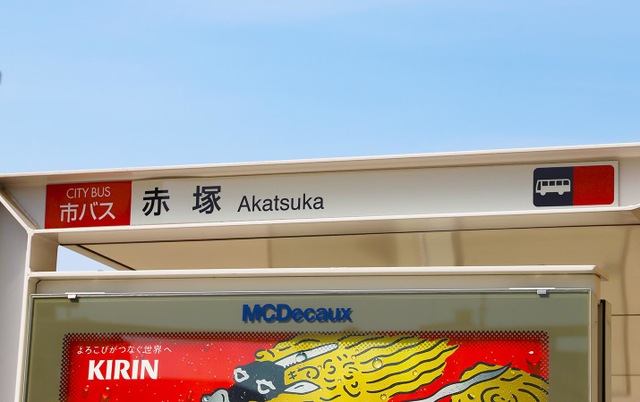 CITY BUS
市バス
赤塚 Akatsuka
MCDecaux
よろこびがつなぐ世界へ
KIRIN